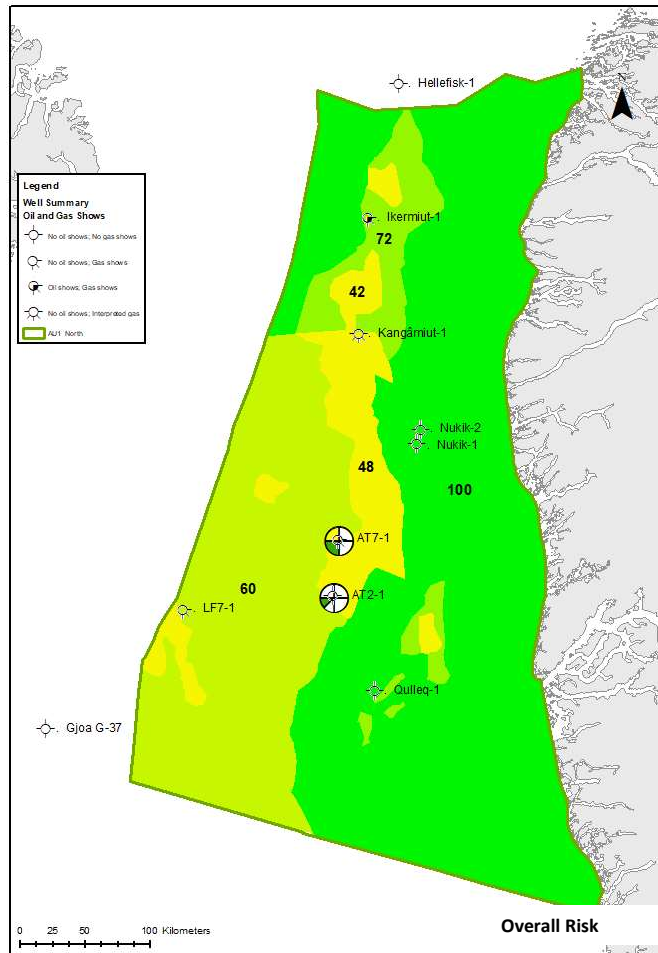 Hellefisk-1
N
Legend
Well Summary
Oil and Gas Shows
No oil shows; No gas shows
No oil shows; Gas shows
Oil shows; Gas shows
No oil shows; Interpreted gas
AU1 North
Ikermiut-1
72
42
Kangâmiut-1
Nukik-2
Nukik-1
48
100
AT7-1
60
AT2-1
LF7-1
Qulleq-1
Gjoa G-37
0 25 50 100 Kilometers
Overall Risk